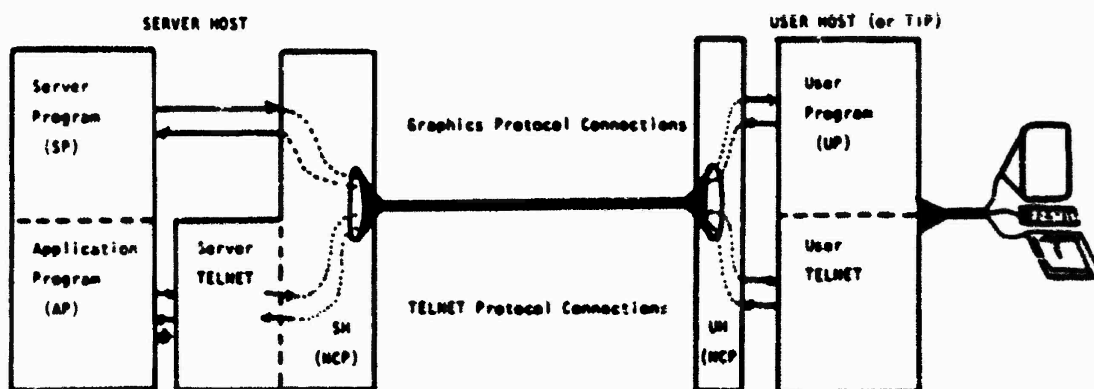 SERVER HOST
USER HOST (or TIP)
Server
Program
(SP)
Graphics Protocol Connections
User
Program
(UP)
Application
Program
(AP)
Server
TELNET
User
TELNET
TELNET Protocol Connections
SH
(NCP)
UH
(NCP